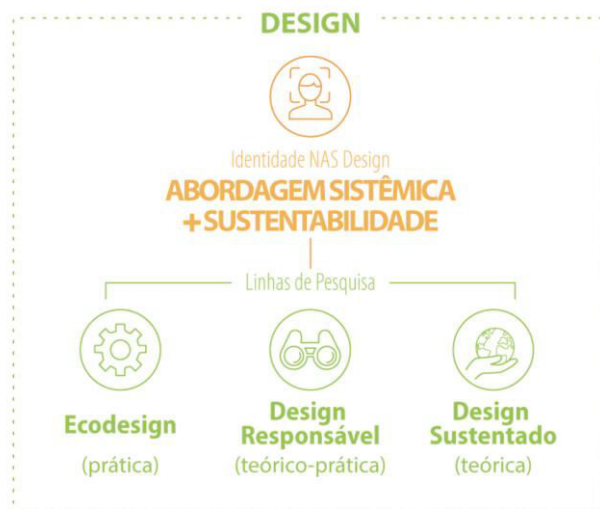 DESIGN
Identidade NAS Design
ABORDAGEM SISTÊMICA
+SUSTENTABILIDADE
Linhas de Pesquisa
Ecodesign
(prática)
Design
Responsável
(teórico-prática)
Design
Sustentado
(teórica)